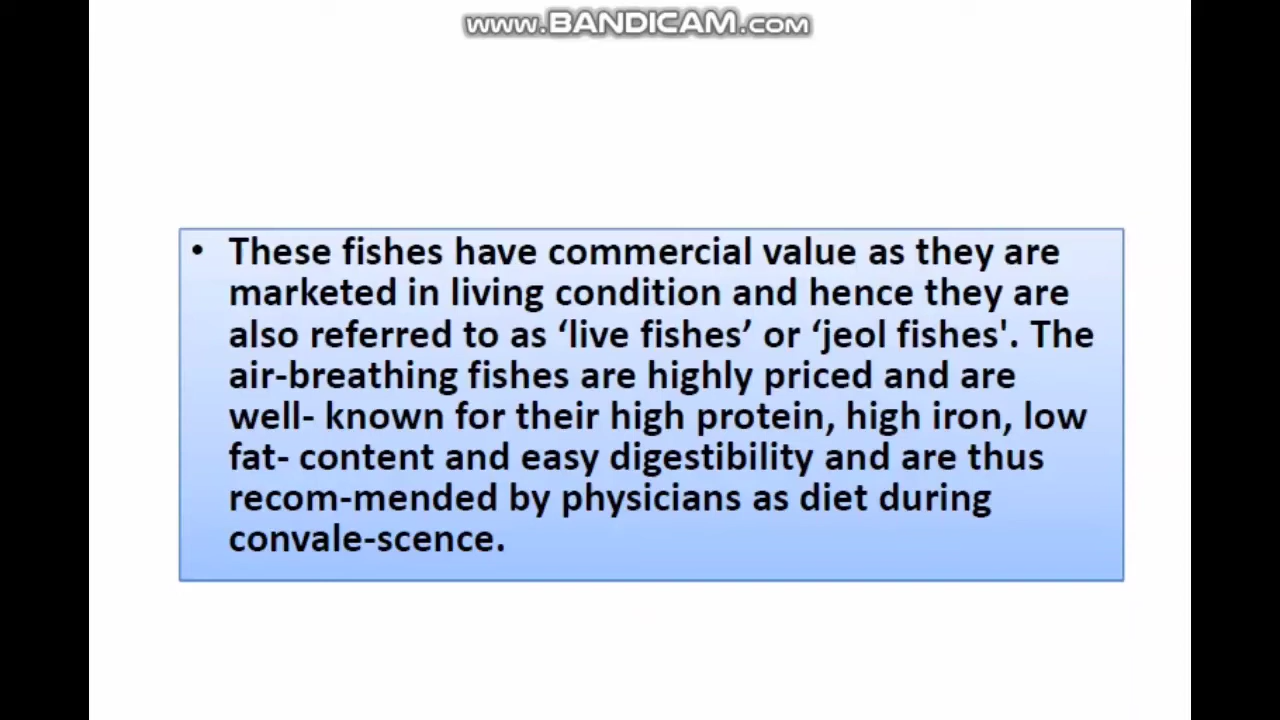 www.BANDICAM.com
• These fishes have commercial value as they are
marketed in living condition and hence they are
also referred to as ‘live fishes’ or ‘jeol fishes'. The
air-breathing fishes are highly priced and are
well- known for their high protein, high iron, low
fat- content and easy digestibility and are thus
recom-mended by physicians as diet during
convale-scence.